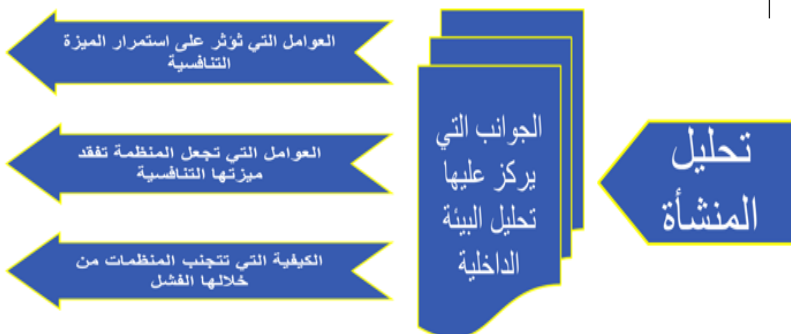 تحليل
المنشأة
الجوانب التي
يركز عليها
تحليل البيئة
الداخلية
العوامل التي ثؤثر على استمرار الميزة
التنافسية
العوامل التي تجعل المنظمة تفقد
ميزتها التنافسية
الكيفية التي تتجنب المنظمات من
خلالها الفشل